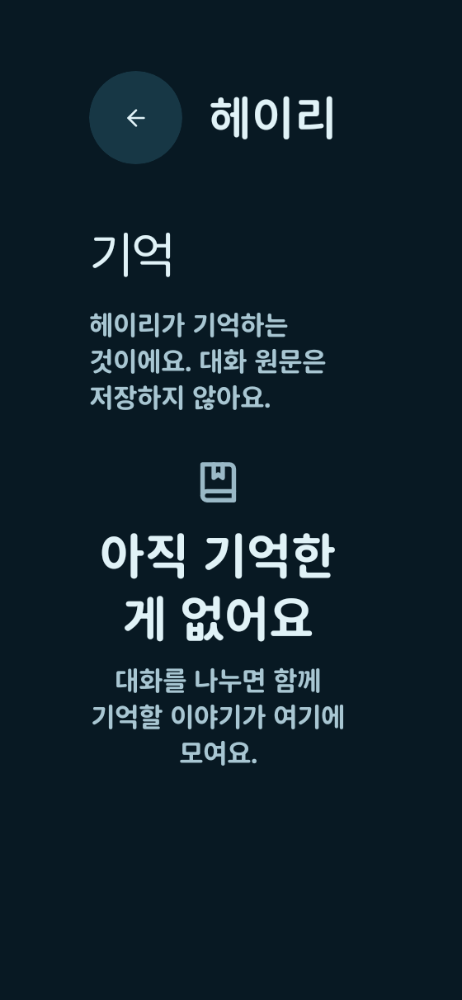 헤이리
기억
헤이리가 기억하는
것이에요. 대화 원문은
저장하지 않아요.
아직 기억한
게 없어요
대화를 나누면 함께
기억할 이야기가 여기에
모여요.